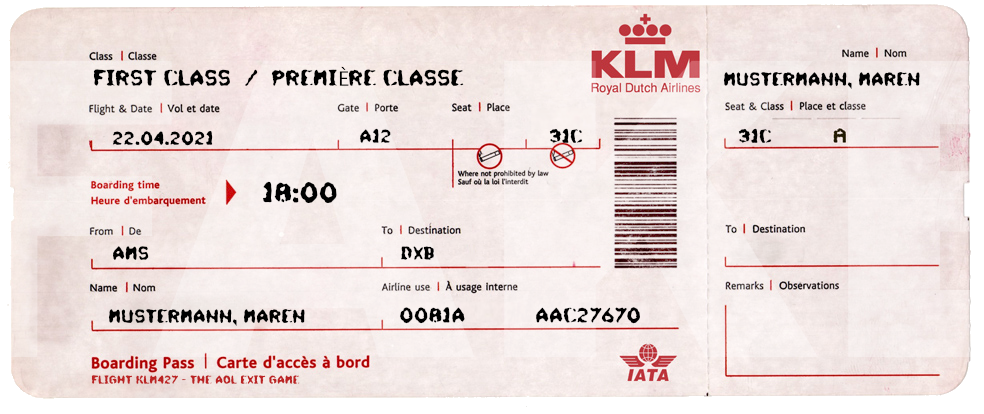 Class | Classe
FIRST CLASS / PREMIÈRE CLASSE
Flight & Date | Vol et date
Gate | Porte
Seat | Place
22.04.2021
A12
31C
Where not prohibited by law
Sauf où la loi l'interdit
Boarding time
Heure d'embarquement
18:00
From | De
To | Destination
AMS
DXB
Name | Nom
Airline use | À usage interne
MUSTERMANN, MAREN
0081A
AAC27670
Boarding Pass | Carte d'accès à bord
FLIGHT KLM427 - THE AOL EXIT GAME
KLM
Royal Dutch Airlines
IATA
Name | Nom
MUSTERMANN, MAREN
Seat & Class | Place et classe
31C A
To | Destination
Remarks | Observations